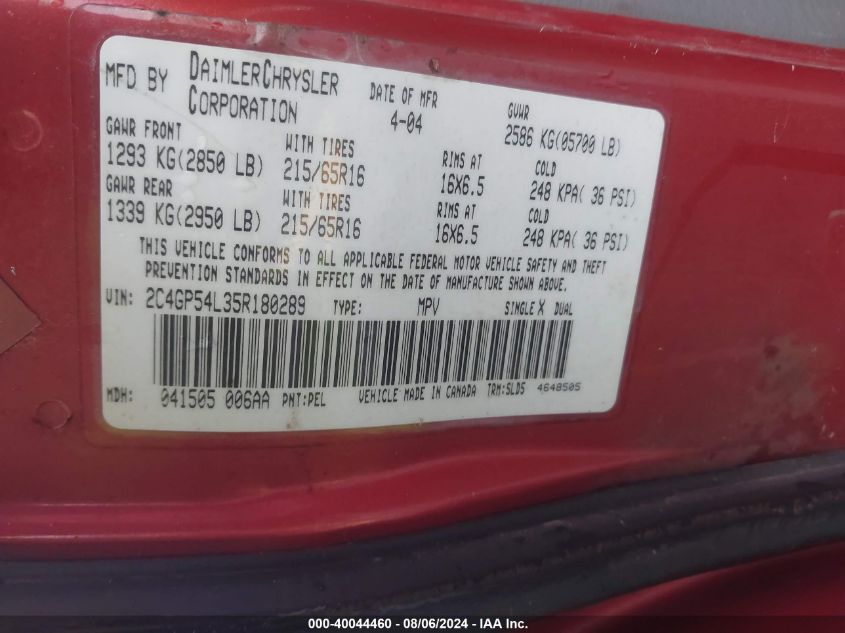 MFD BY DAIMLERCHRYSLER CORPORATION DATE OF MFR 4-04 GVWR 2586 KG(05700 LB)
GAWR FRONT WITH TIRES RIMS AT COLD
1293 KG(2850 LB) 215/65R16 16X6.5 248 KPA( 36 PSI)
GAWR REAR WITH TIRES RIMS AT COLD
1339 KG(2950 LB) 215/65R16 16X6.5 248 KPA( 36 PSI)
THIS VEHICLE CONFORMS TO ALL APPLICABLE FEDERAL MOTOR VEHICLE SAFETY AND THEFT
PREVENTION STANDARDS IN EFFECT ON THE DATE OF MANUFACTURE SHOWN ABOVE.
VIN: 2C4GP54L35R180289 TYPE: MPV SINGLE X DUAL
MDH: 041505 006AA PNT:PEL VEHICLE MADE IN CANADA TRM:SLD5 4648505
000-40044460 - 08/06/2024 - IAA Inc.